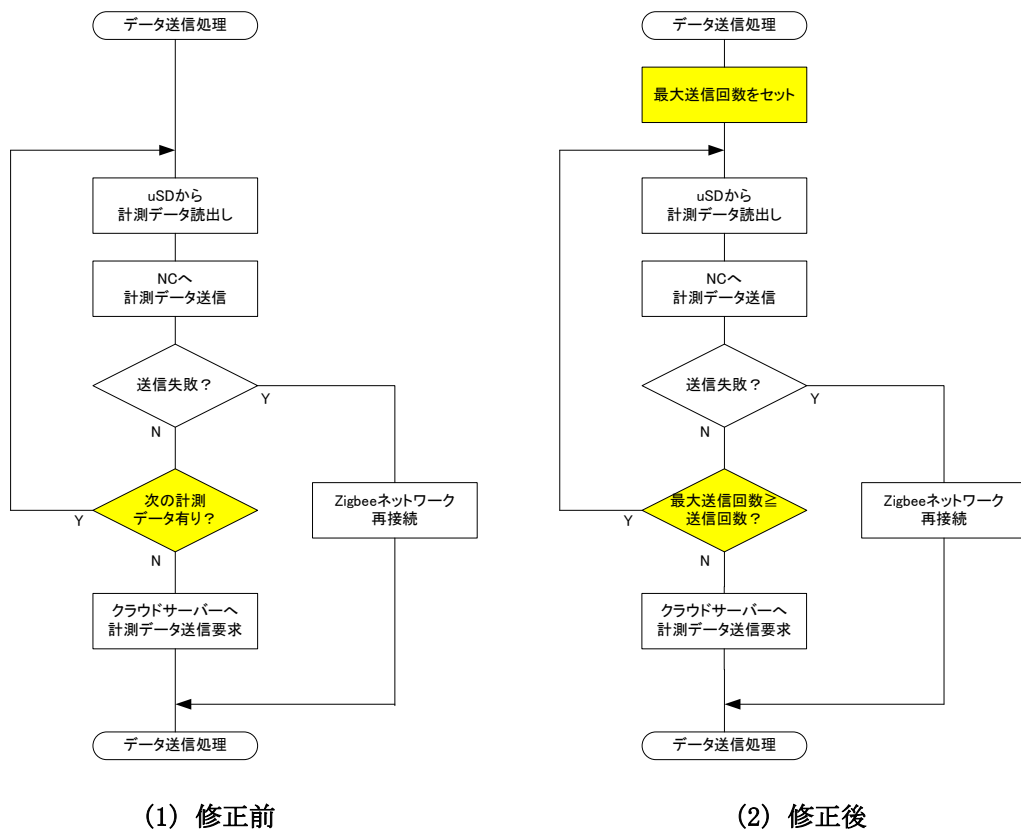 データ送信処理
uSDから
計測データ読出し
NCへ
計測データ送信
送信失敗？
Y
N
次の計測
データ有り？
Y
N
Zigbeeネットワーク
再接続
クラウドサーバーへ
計測データ送信要求
データ送信処理
(1) 修正前
データ送信処理
最大送信回数をセット
uSDから
計測データ読出し
NCへ
計測データ送信
送信失敗？
Y
N
最大送信回数≧
送信回数？
Y
N
Zigbeeネットワーク
再接続
クラウドサーバーへ
計測データ送信要求
データ送信処理
(2) 修正後